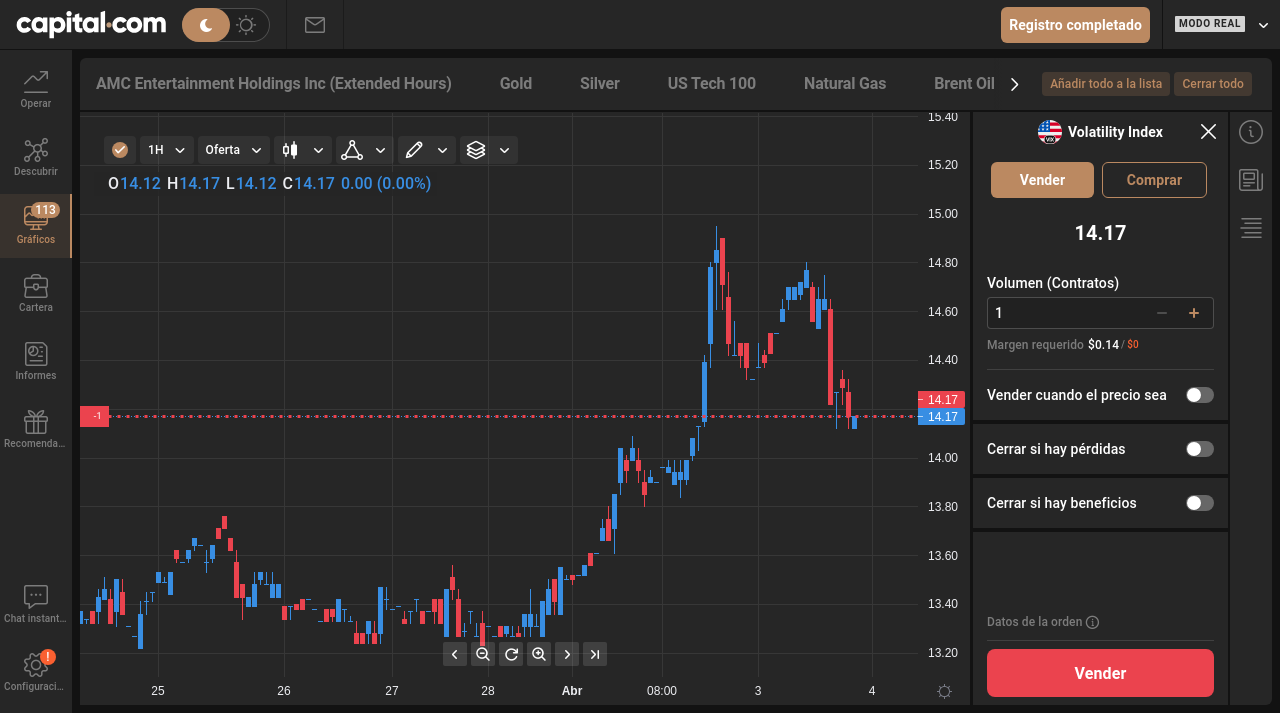 capital.com
Registro completado
MODO REAL
Operar
Descubrir
113
Gráficos
Cartera
Informes
Recomenda...
Chat instant...
!
Configuraci...
AMC Entertainment Holdings Inc (Extended Hours)
Gold
Silver
US Tech 100
Natural Gas
Brent Oil
Añadir todo a la lista
Cerrar todo
1H
Oferta
O14.12 H14.17 L14.12 C14.17 0.00 (0.00%)
15.40
15.20
15.00
14.80
14.60
14.40
14.17
14.17
14.00
13.80
13.60
13.40
13.20
-1
25
26
27
28
Abr
08:00
3
4
VIX
Volatility Index
Vender
Comprar
14.17
Volumen (Contratos)
1
Margen requerido $0.14 / $0
Vender cuando el precio sea
Cerrar si hay pérdidas
Cerrar si hay beneficios
Datos de la orden
Vender